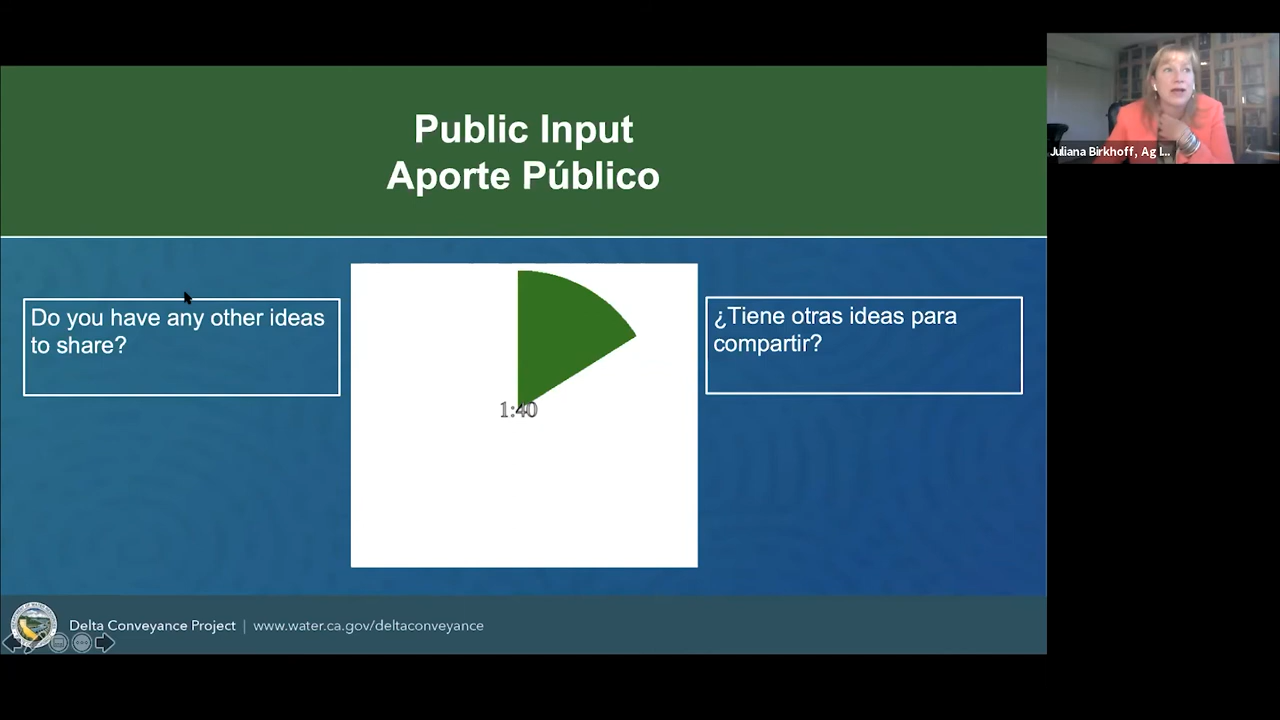 Public Input
Aporte Público
Juliana Birkhoff, Ag I...
Do you have any other ideas
to share?
1:40
¿Tiene otras ideas para
compartir?
Delta Conveyance Project | www.water.ca.gov/deltaconveyance